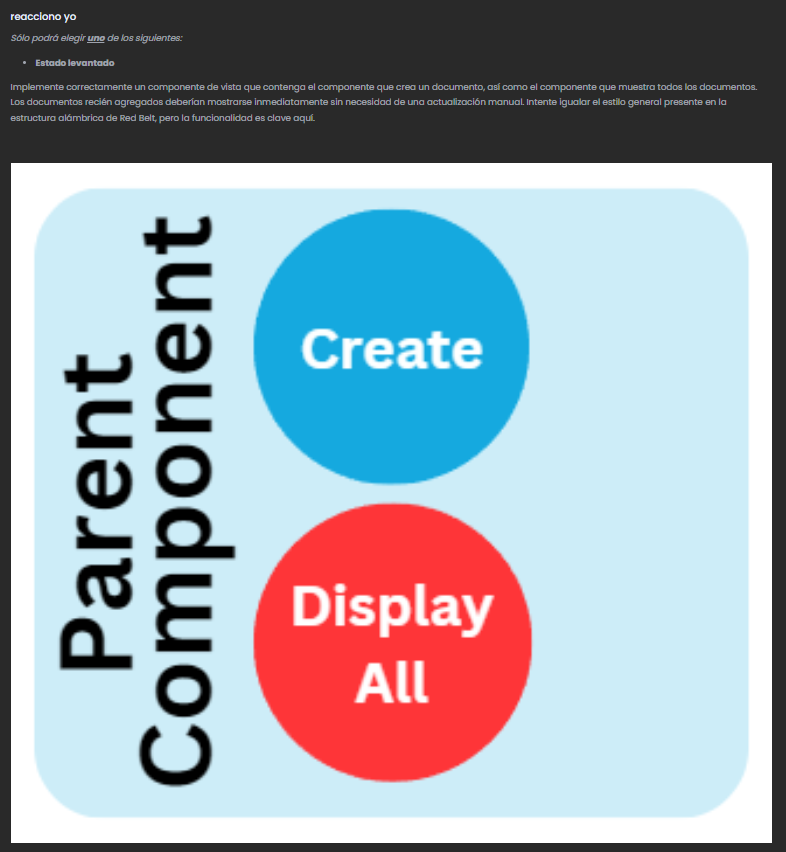 reacciono yo
Sólo podrá elegir uno de los siguientes:
• Estado levantado
Implemente correctamente un componente de vista que contenga el componente que crea un documento, así como el componente que muestra todos los documentos.
Los documentos recién agregados deberían mostrarse inmediatamente sin necesidad de una actualización manual. Intente igualar el estilo general presente en la
estructura alámbrica de Red Belt, pero la funcionalidad es clave aquí.
Parent
Component
Create
Display
All